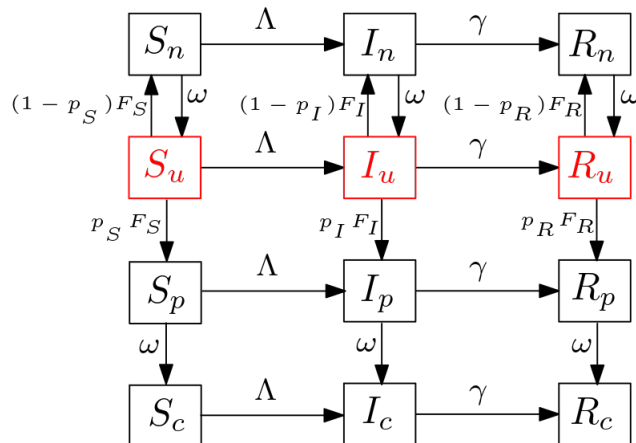 Λ γ
S_n I_n R_n
(1 − p_S)F_S ω (1 − p_I)F_I ω (1 − p_R)F_R ω
Λ γ
S_u I_u R_u
p_S F_S p_I F_I p_R F_R
Λ γ
S_p I_p R_p
ω ω ω
Λ γ
S_c I_c R_c